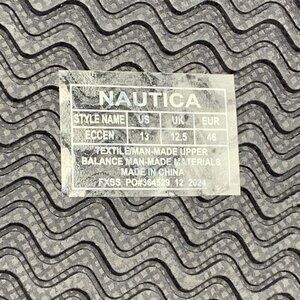 NAUTICA
STYLE NAME US UK EUR
ECCEN 13 12.5 46
TEXTILE/MAN-MADE UPPER
BALANCE MAN-MADE MATERIALS
MADE IN CHINA
FXSS PO#364529 12 2024